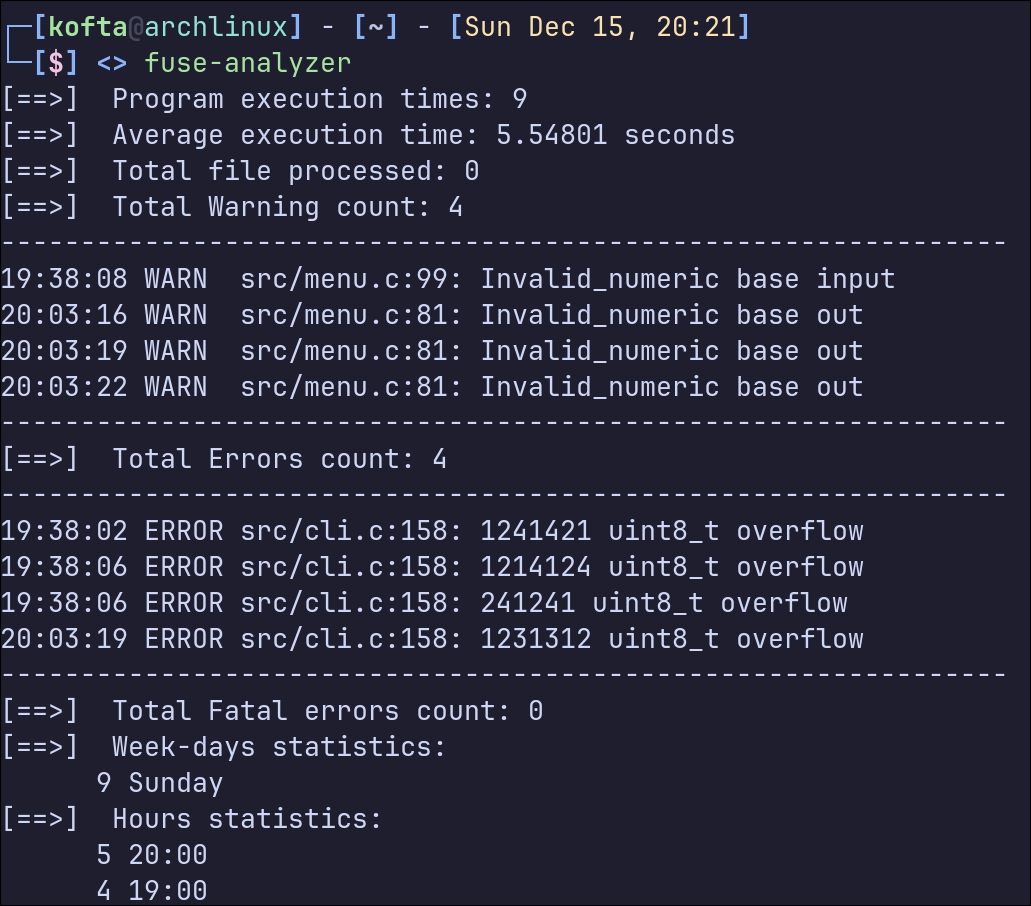 [kofta@archlinux] - [~] - [Sun Dec 15, 20:21]
[$] <> fuse-analyzer
[==>]  Program execution times: 9
[==>]  Average execution time: 5.54801 seconds
[==>]  Total file processed: 0
[==>]  Total Warning count: 4
---------------------------------------------------------------
19:38:08 WARN  src/menu.c:99: Invalid_numeric base input
20:03:16 WARN  src/menu.c:81: Invalid_numeric base out
20:03:19 WARN  src/menu.c:81: Invalid_numeric base out
20:03:22 WARN  src/menu.c:81: Invalid_numeric base out
---------------------------------------------------------------
[==>]  Total Errors count: 4
---------------------------------------------------------------
19:38:02 ERROR src/cli.c:158: 1241421 uint8_t overflow
19:38:06 ERROR src/cli.c:158: 1214124 uint8_t overflow
19:38:06 ERROR src/cli.c:158: 241241 uint8_t overflow
20:03:19 ERROR src/cli.c:158: 1231312 uint8_t overflow
---------------------------------------------------------------
[==>]  Total Fatal errors count: 0
[==>]  Week-days statistics:
      9 Sunday
[==>]  Hours statistics:
      5 20:00
      4 19:00